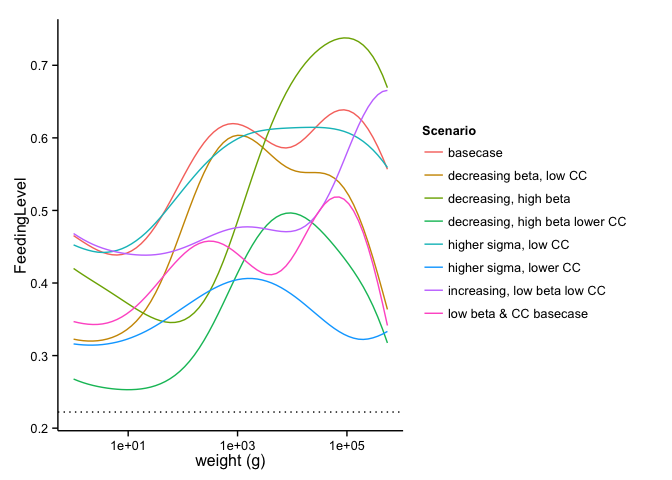 FeedingLevel
0.7
0.6
0.5
0.4
0.3
0.2
1e+01 1e+03 1e+05
weight (g)
Scenario
basecase
decreasing beta, low CC
decreasing, high beta
decreasing, high beta lower CC
higher sigma, low CC
higher sigma, lower CC
increasing, low beta low CC
low beta & CC basecase